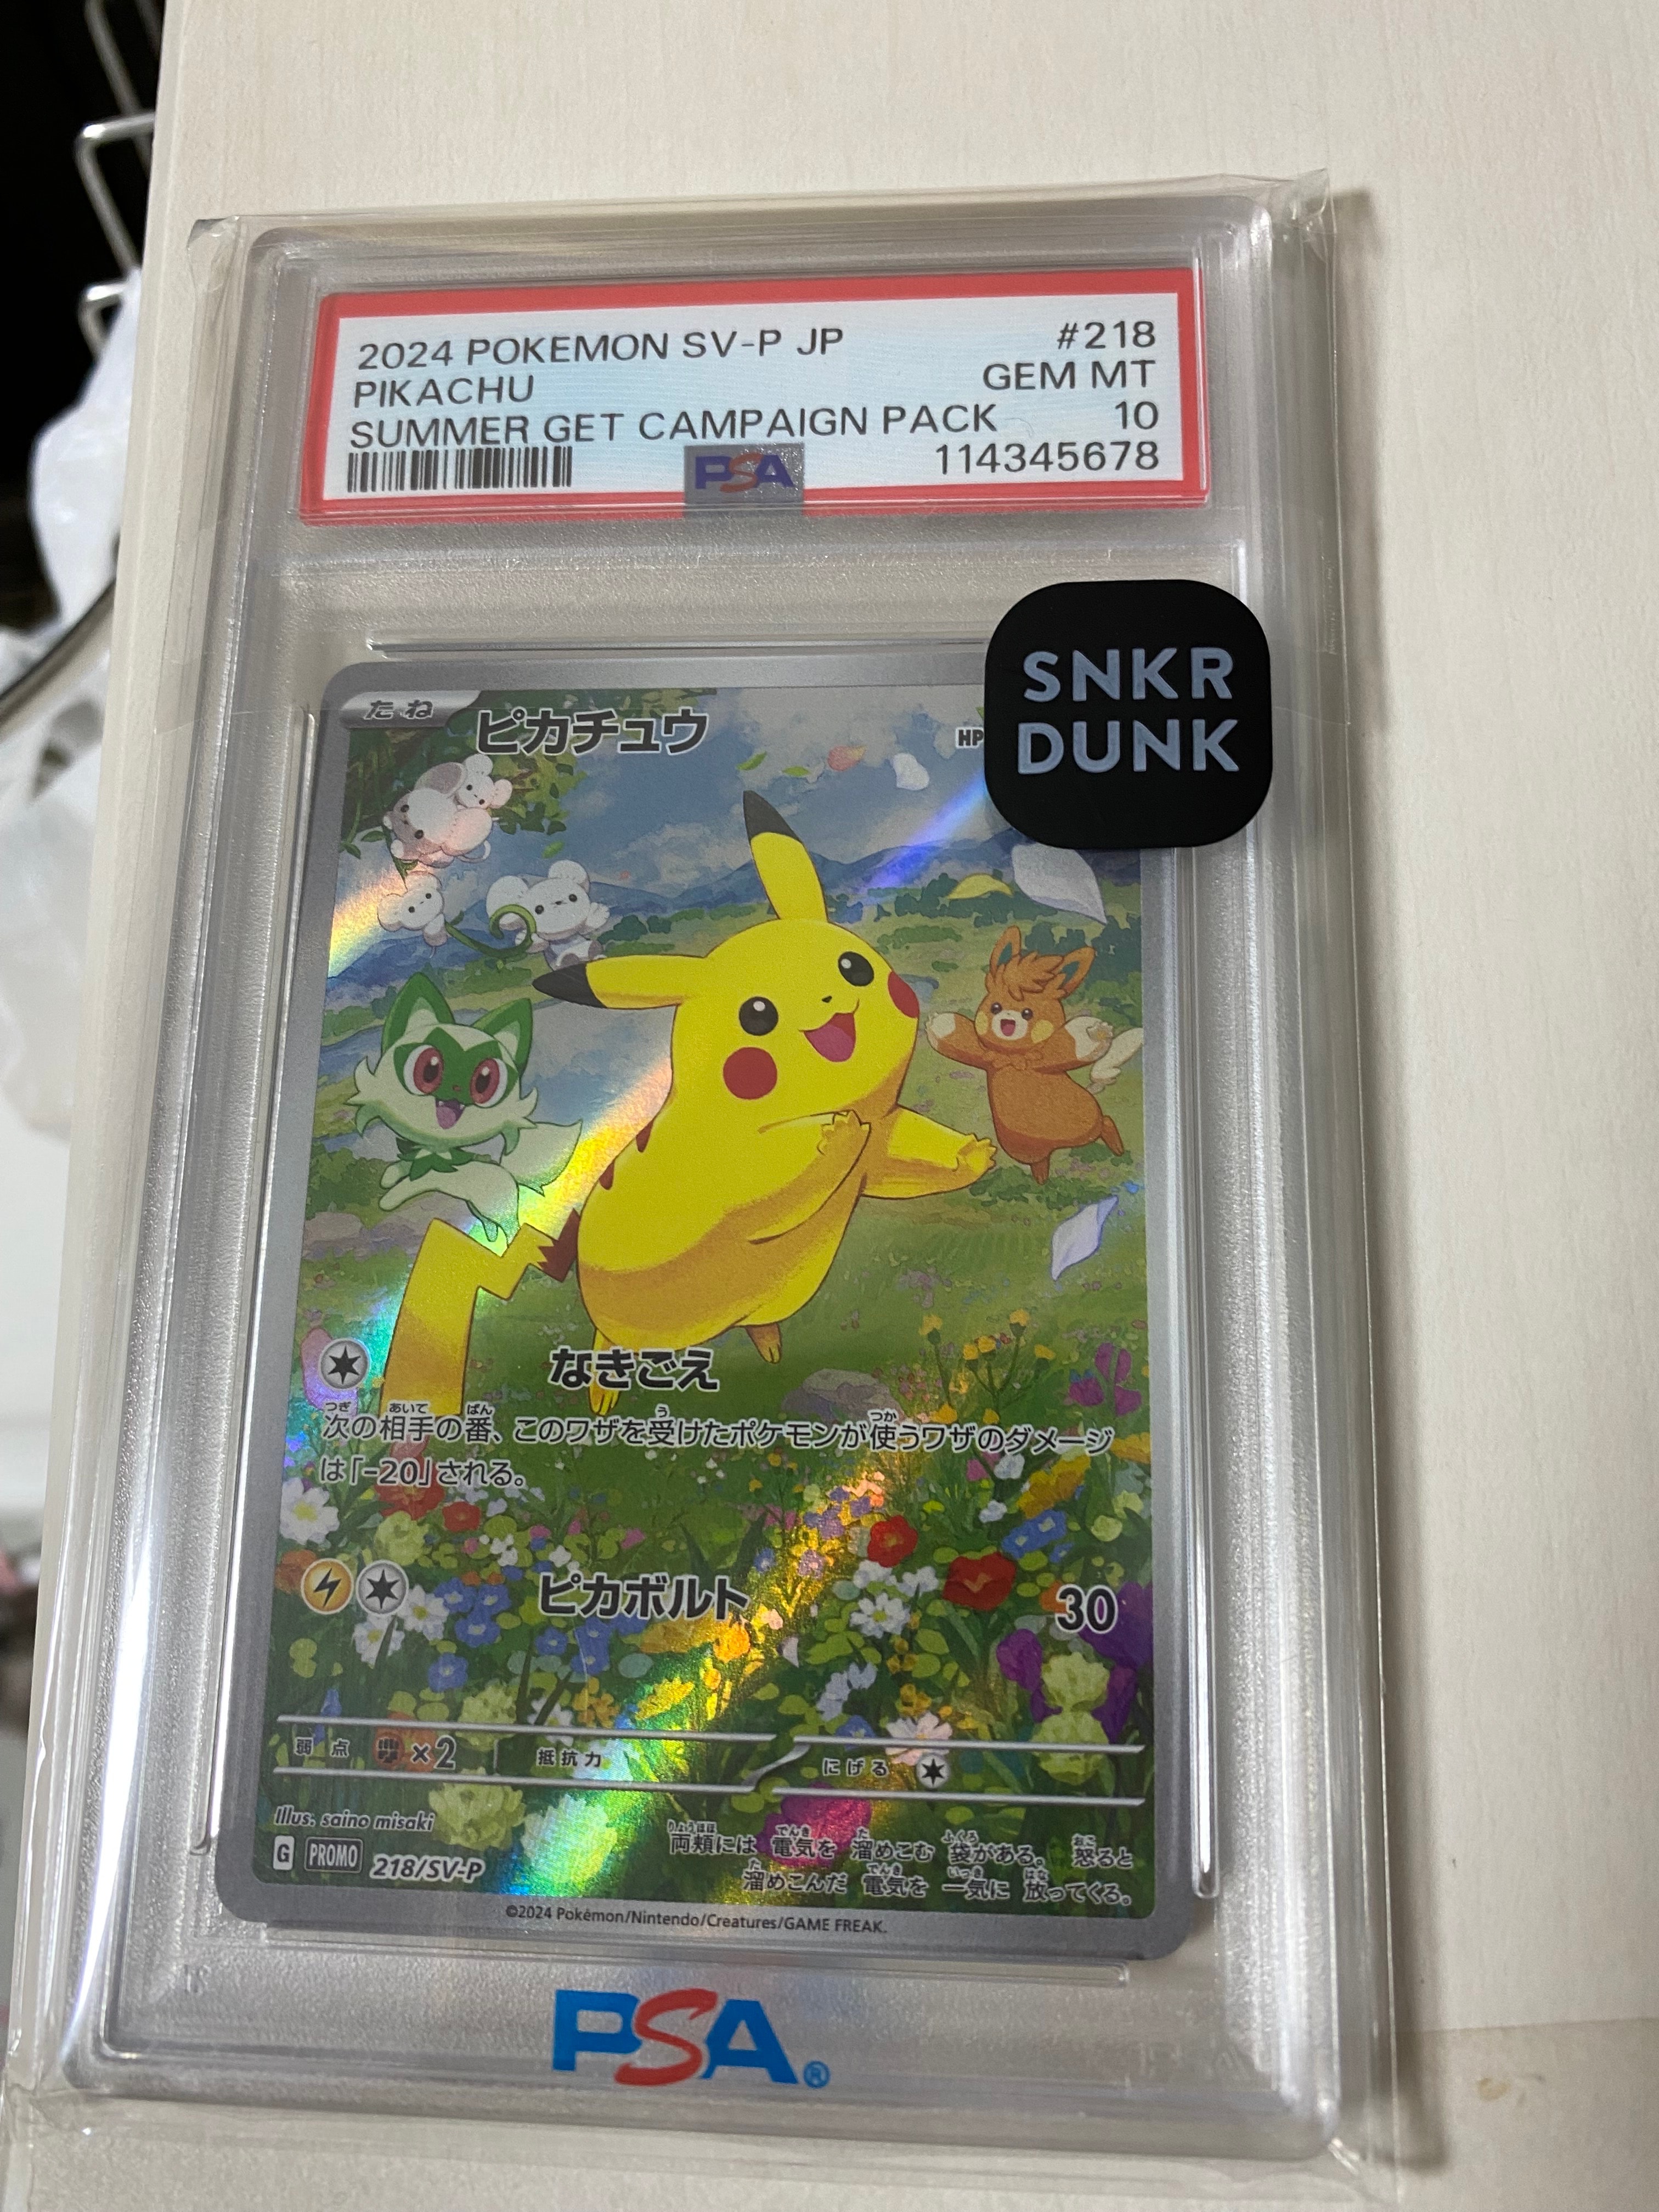 2024 POKEMON SV-P JP #218
PIKACHU GEM MT
SUMMER GET CAMPAIGN PACK 10
PSA 114345678
SNKR
DUNK
たね ピカチュウ HP
なきごえ
次の相手の番、このワザを受けたポケモンが使うワザのダメージ
は「-20」される。
ピカボルト 30
弱点 ×2 抵抗力 にげる
Illus. saino misaki
G PROMO 218/SV-P
両頬には 電気を 溜めこむ 袋がある。 怒ると
溜めこんだ 電気を 一気に 放ってくる。
©2024 Pokémon/Nintendo/Creatures/GAME FREAK.
PSA®